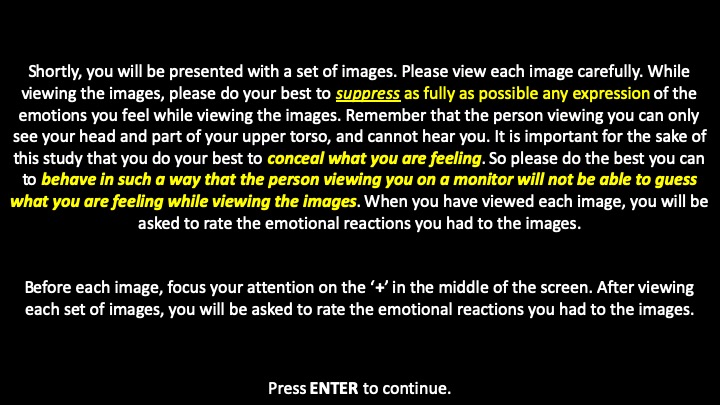 Shortly, you will be presented with a set of images. Please view each image carefully. While
viewing the images, please do your best to suppress as fully as possible any expression of the
emotions you feel while viewing the images. Remember that the person viewing you can only
see your head and part of your upper torso, and cannot hear you. It is important for the sake of
this study that you do your best to conceal what you are feeling. So please do the best you can
to behave in such a way that the person viewing you on a monitor will not be able to guess
what you are feeling while viewing the images. When you have viewed each image, you will be
asked to rate the emotional reactions you had to the images.
Before each image, focus your attention on the ‘+’ in the middle of the screen. After viewing
each set of images, you will be asked to rate the emotional reactions you had to the images.
Press ENTER to continue.